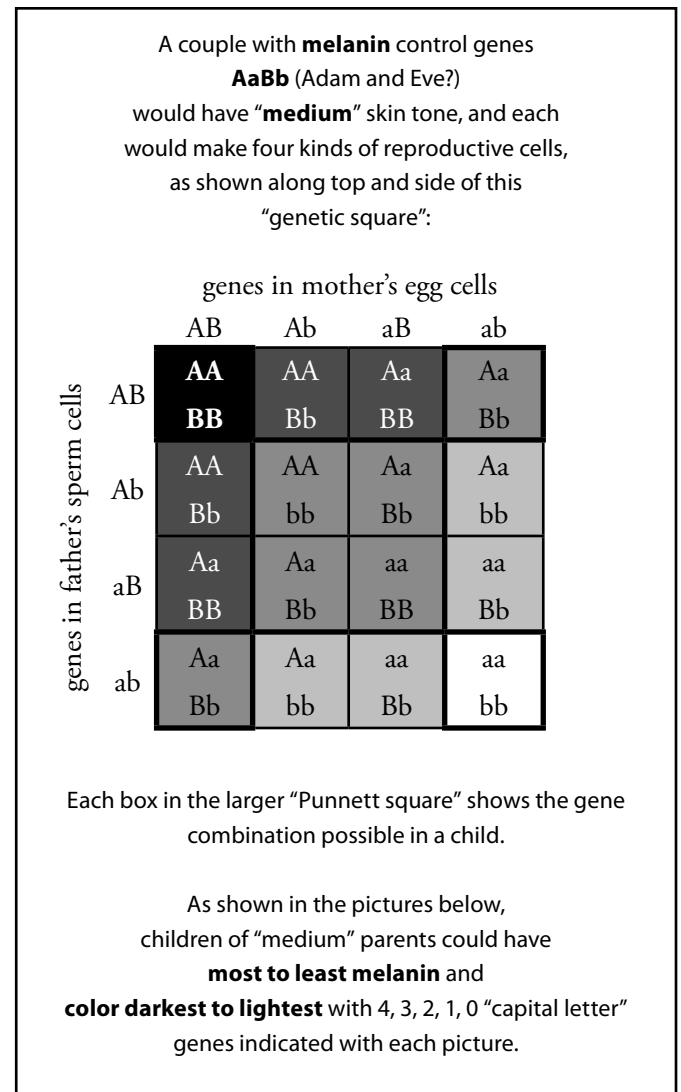 A couple with melanin control genes
AaBb (Adam and Eve?)
would have “medium” skin tone, and each
would make four kinds of reproductive cells,
as shown along top and side of this
“genetic square”:
genes in mother’s egg cells
AB Ab aB ab
genes in father’s sperm cells
AB
AA AA Aa Aa
BB Bb BB Bb
Ab
AA AA Aa Aa
Bb bb Bb bb
aB
Aa Aa aa aa
BB Bb BB Bb
ab
Aa Aa aa aa
Bb bb Bb bb
Each box in the larger “Punnett square” shows the gene
combination possible in a child.
As shown in the pictures below,
children of “medium” parents could have
most to least melanin and
color darkest to lightest with 4, 3, 2, 1, 0 “capital letter”
genes indicated with each picture.